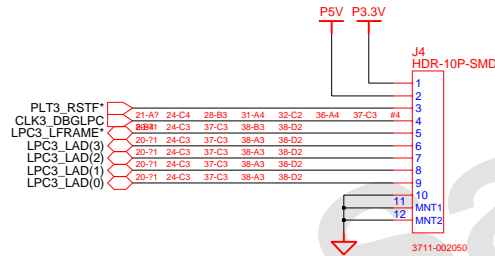 P5V P3.3V
J4
HDR-10P-SMD
1
2
PLT3_RSTF* 21-A? 24-C4 28-B3 31-A4 32-C2 36-A4 37-C3 #4 3
CLK3_DBGLPC 4
LPC3_LFRAME* 24-C3 37-C3 38-B3 38-D2 5
LPC3_LAD(3) 20-?1 24-C3 37-C3 38-A3 38-D2 6
LPC3_LAD(2) 20-?1 24-C3 37-C3 38-A3 38-D2 7
LPC3_LAD(1) 20-?1 24-C3 37-C3 38-A3 38-D2 8
LPC3_LAD(0) 20-?1 24-C3 37-C3 38-A3 38-D2 9
10
11 MNT1
12 MNT2
3711-002050